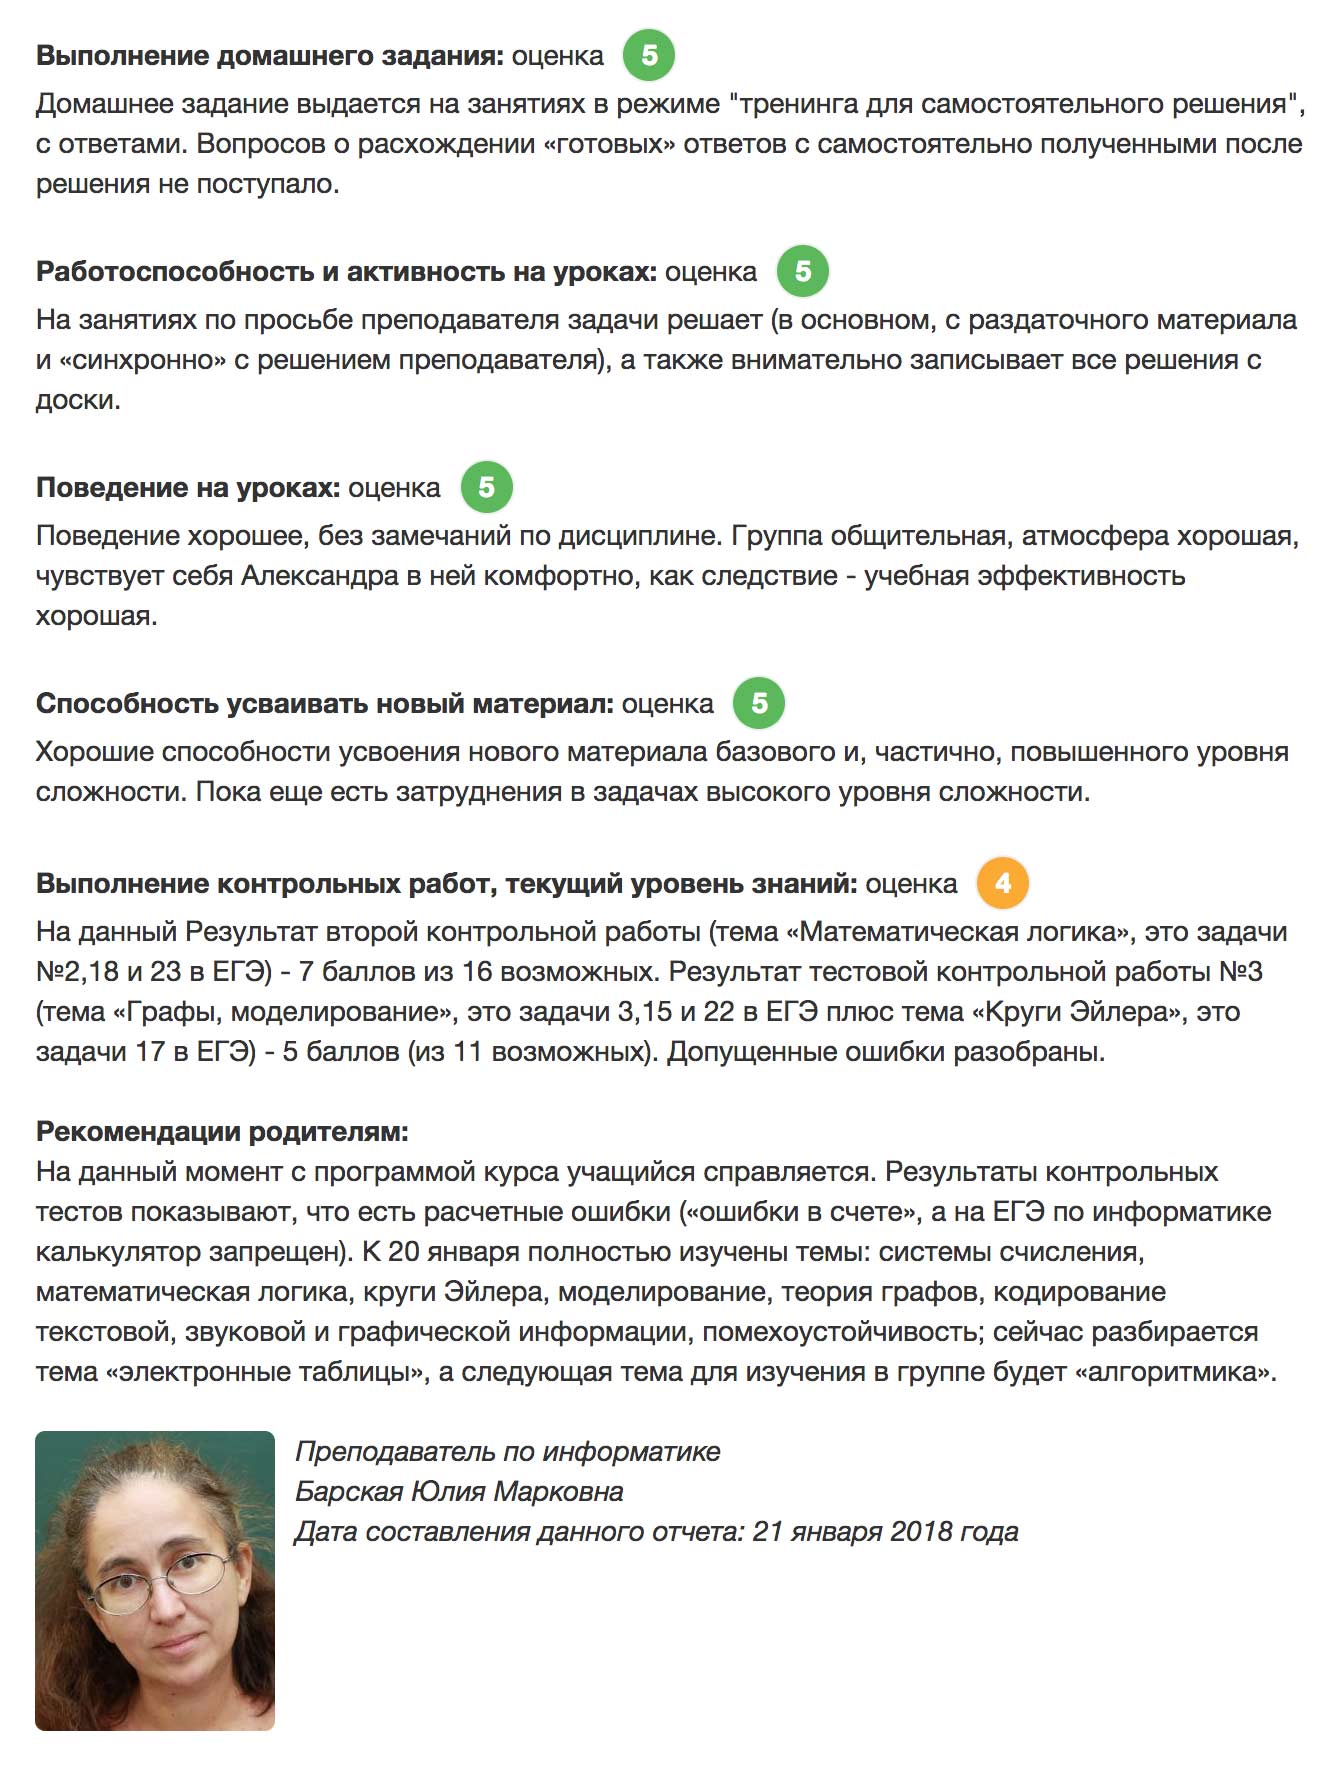 Выполнение домашнего задания: оценка 5
Домашнее задание выдается на занятиях в режиме "тренинга для самостоятельного решения",
с ответами. Вопросов о расхождении «готовых» ответов с самостоятельно полученными после
решения не поступало.
Работоспособность и активность на уроках: оценка 5
На занятиях по просьбе преподавателя задачи решает (в основном, с раздаточного материала
и «синхронно» с решением преподавателя), а также внимательно записывает все решения с
доски.
Поведение на уроках: оценка 5
Поведение хорошее, без замечаний по дисциплине. Группа общительная, атмосфера хорошая,
чувствует себя Александра в ней комфортно, как следствие - учебная эффективность
хорошая.
Способность усваивать новый материал: оценка 5
Хорошие способности усвоения нового материала базового и, частично, повышенного уровня
сложности. Пока еще есть затруднения в задачах высокого уровня сложности.
Выполнение контрольных работ, текущий уровень знаний: оценка 4
На данный Результат второй контрольной работы (тема «Математическая логика», это задачи
№2,18 и 23 в ЕГЭ) - 7 баллов из 16 возможных. Результат тестовой контрольной работы №3
(тема «Графы, моделирование», это задачи 3,15 и 22 в ЕГЭ плюс тема «Круги Эйлера», это
задачи 17 в ЕГЭ) - 5 баллов (из 11 возможных). Допущенные ошибки разобраны.
Рекомендации родителям:
На данный момент с программой курса учащийся справляется. Результаты контрольных
тестов показывают, что есть расчетные ошибки («ошибки в счете», а на ЕГЭ по информатике
калькулятор запрещен). К 20 января полностью изучены темы: системы счисления,
математическая логика, круги Эйлера, моделирование, теория графов, кодирование
текстовой, звуковой и графической информации, помехоустойчивость; сейчас разбирается
тема «электронные таблицы», а следующая тема для изучения в группе будет «алгоритмика».
Преподаватель по информатике
Барская Юлия Марковна
Дата составления данного отчета: 21 января 2018 года